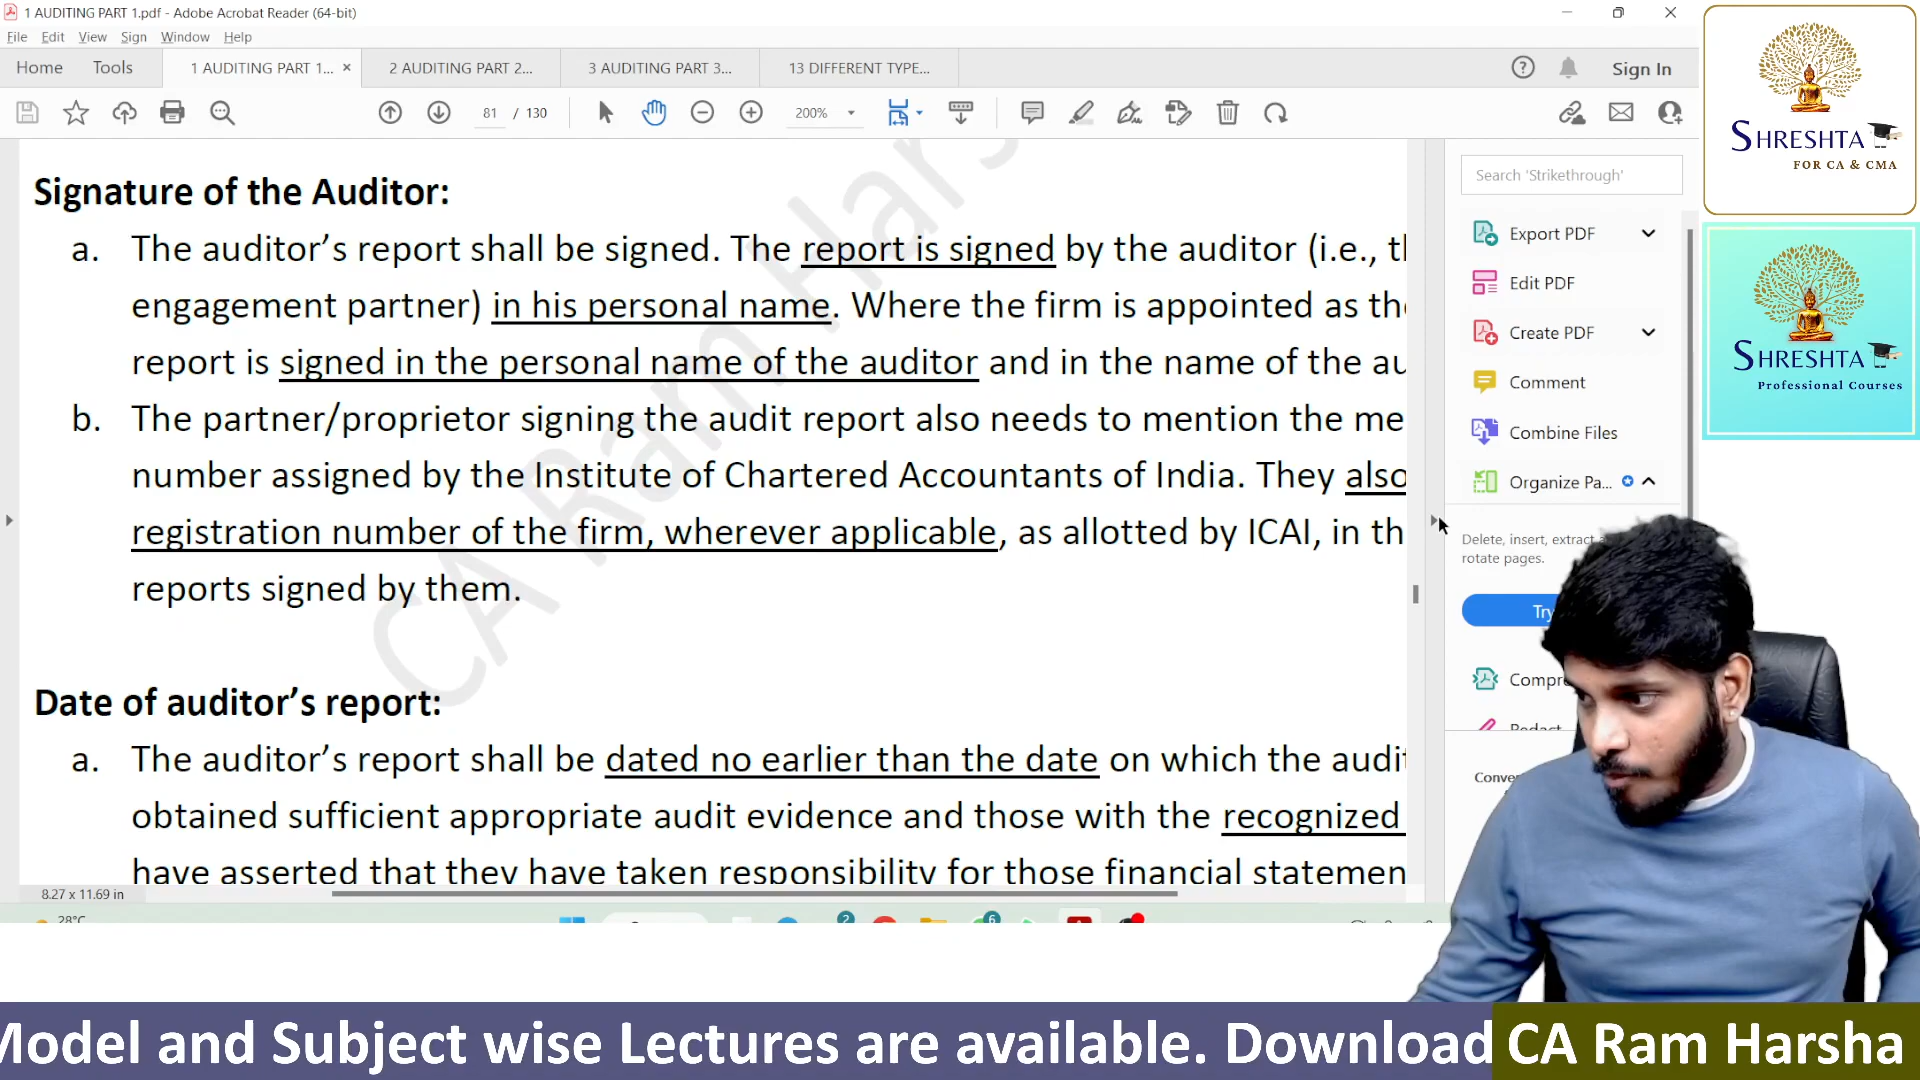 1 AUDITING PART 1.pdf - Adobe Acrobat Reader (64-bit)
File Edit View Sign Window Help
Home Tools 1 AUDITING PART 1... × 2 AUDITING PART 2... 3 AUDITING PART 3... 13 DIFFERENT TYPE... Sign In
81 / 130 200%
Signature of the Auditor:
a. The auditor’s report shall be signed. The report is signed by the auditor (i.e.,
engagement partner) in his personal name. Where the firm is appointed as
report is signed in the personal name of the auditor and in the name of the
b. The partner/proprietor signing the audit report also needs to mention the
number assigned by the Institute of Chartered Accountants of India. They also
registration number of the firm, wherever applicable, as allotted by ICAI, in
reports signed by them.
Date of auditor’s report:
a. The auditor’s report shall be dated no earlier than the date on which the
obtained sufficient appropriate audit evidence and those with the recognized
have asserted that they have taken responsibility for those financial
CA Ram
8.27 x 11.69 in
28°C
2
6
Search 'Strikethrough'
Export PDF
Edit PDF
Create PDF
Comment
Combine Files
Organize Pa...
Delete, insert, extract
rotate pages.
Try
SHRESHTA
FOR CA & CMA
SHRESHTA
Professional Courses
Model and Subject wise Lectures are available. Download
CA Ram Harsha